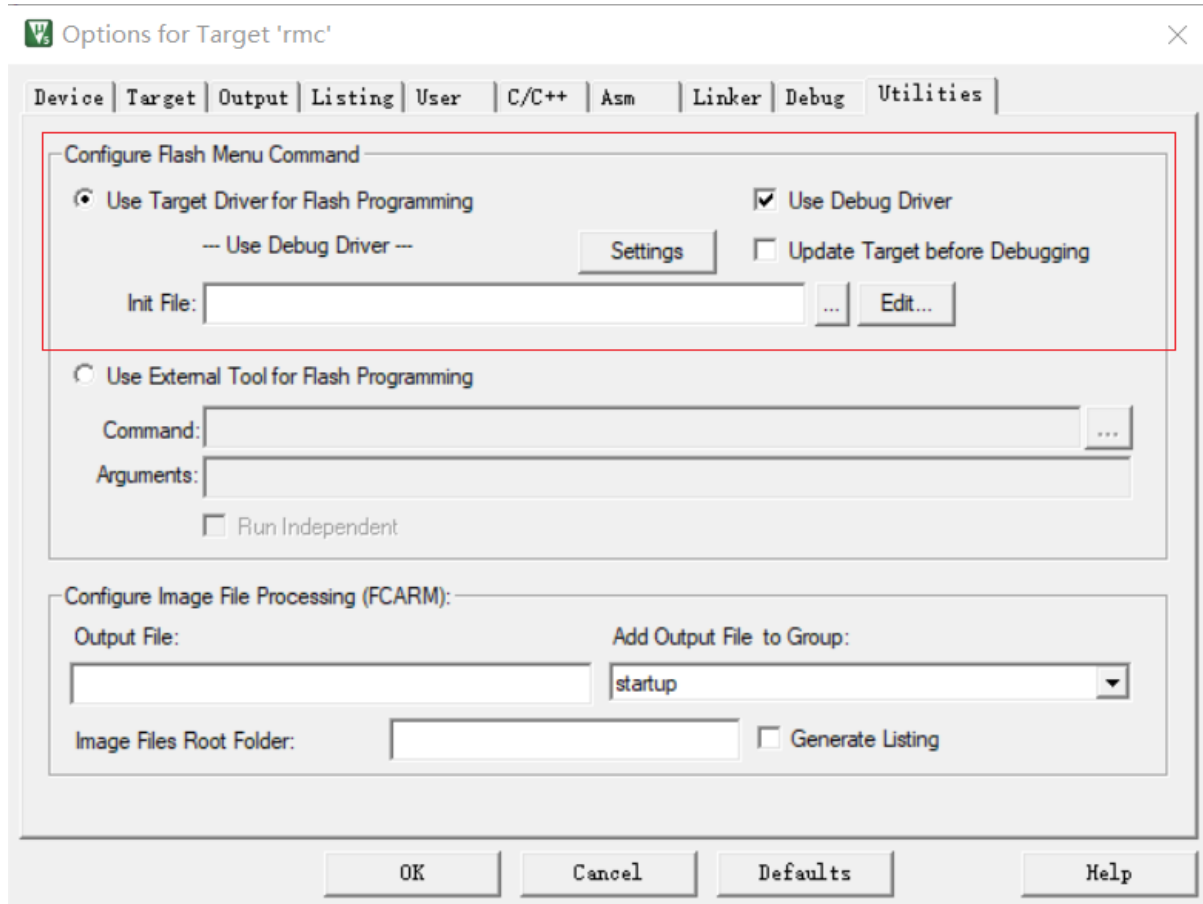 Options for Target 'rmc'
Device Target Output Listing User C/C++ Asm Linker Debug Utilities
Configure Flash Menu Command
Use Target Driver for Flash Programming Use Debug Driver
--- Use Debug Driver --- Settings Update Target before Debugging
Init File: ... Edit...
Use External Tool for Flash Programming
Command: ...
Arguments:
Run Independent
Configure Image File Processing (FCARM):
Output File: Add Output File to Group:
startup
Image Files Root Folder: Generate Listing
OK Cancel Defaults Help